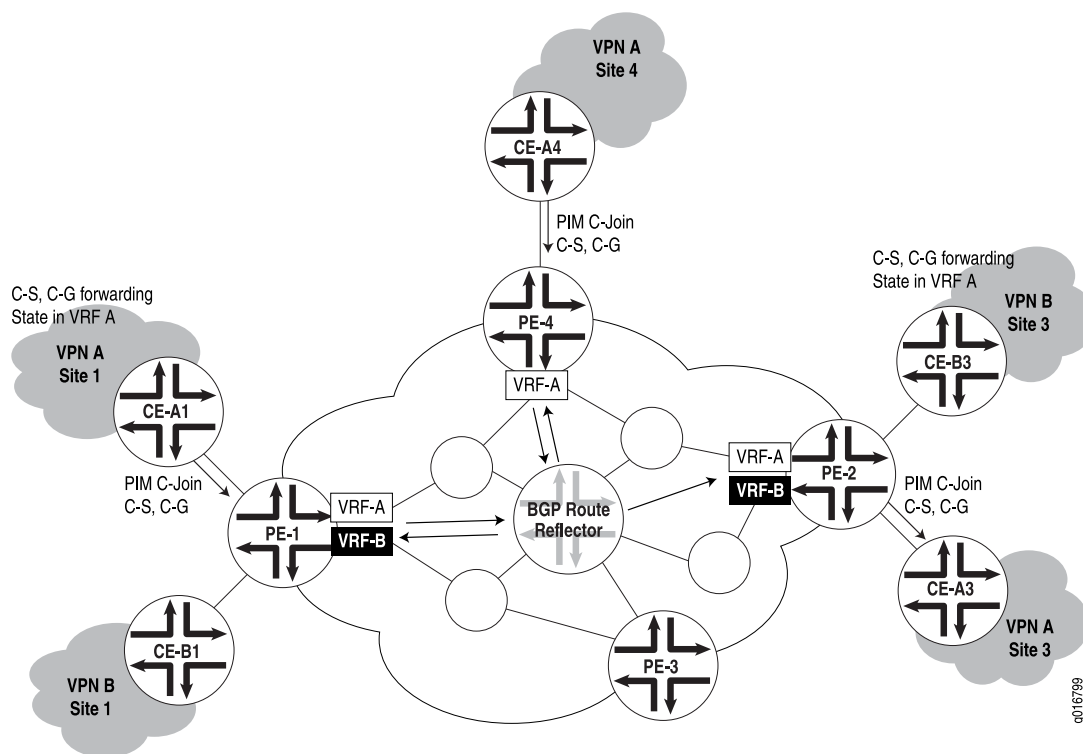 VPN A
Site 4
CE-A4
PIM C-Join
C-S, C-G
C-S, C-G forwarding
State in VRF A
VPN A
Site 1
CE-A1
PIM C-Join
C-S, C-G
PE-4
VRF-A
C-S, C-G forwarding
State in VRF A
VPN B
Site 3
CE-B3
VRF-A
VRF-B
PE-2
PIM C-Join
C-S, C-G
PE-1
VRF-A
VRF-B
BGP Route
Reflector
CE-A3
VPN A
Site 3
CE-B1
VPN B
Site 1
PE-3
g016799